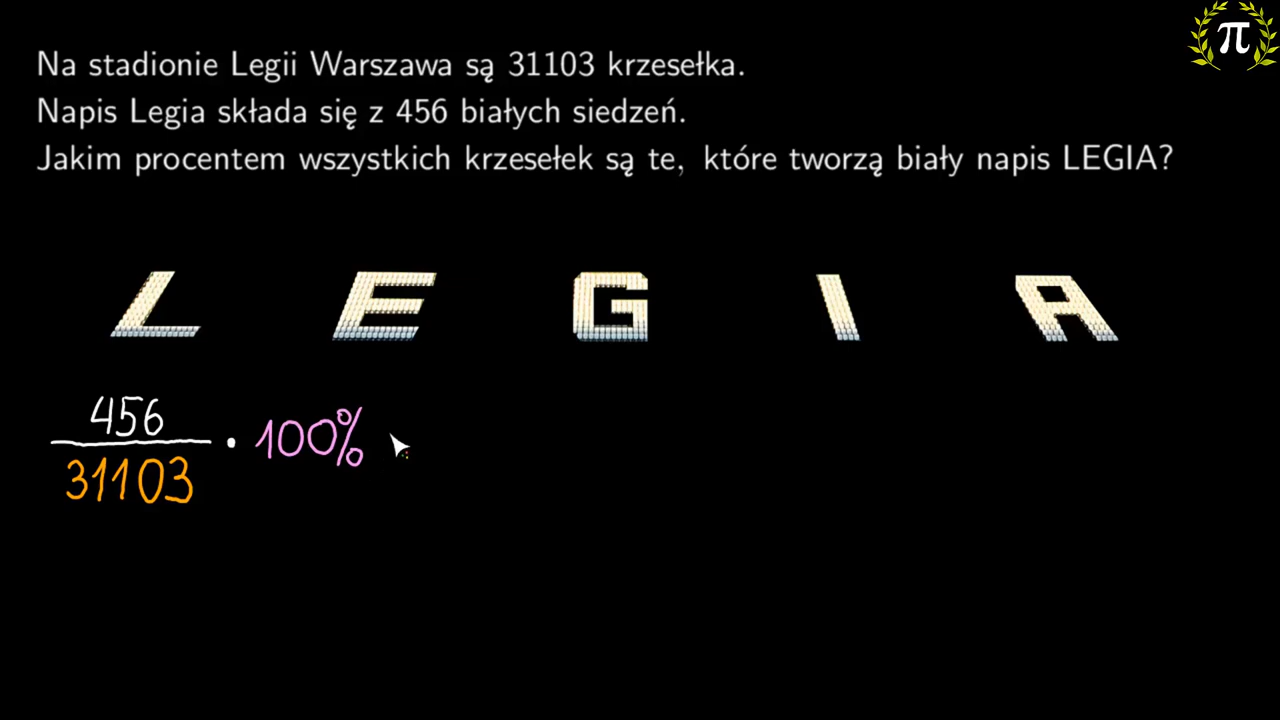 π
Na stadionie Legii Warszawa są 31103 krzesełka.
Napis Legia składa się z 456 białych siedzeń.
Jakim procentem wszystkich krzesełek są te, które tworzą biały napis LEGIA?
L E G I A
456
31103
· 100%